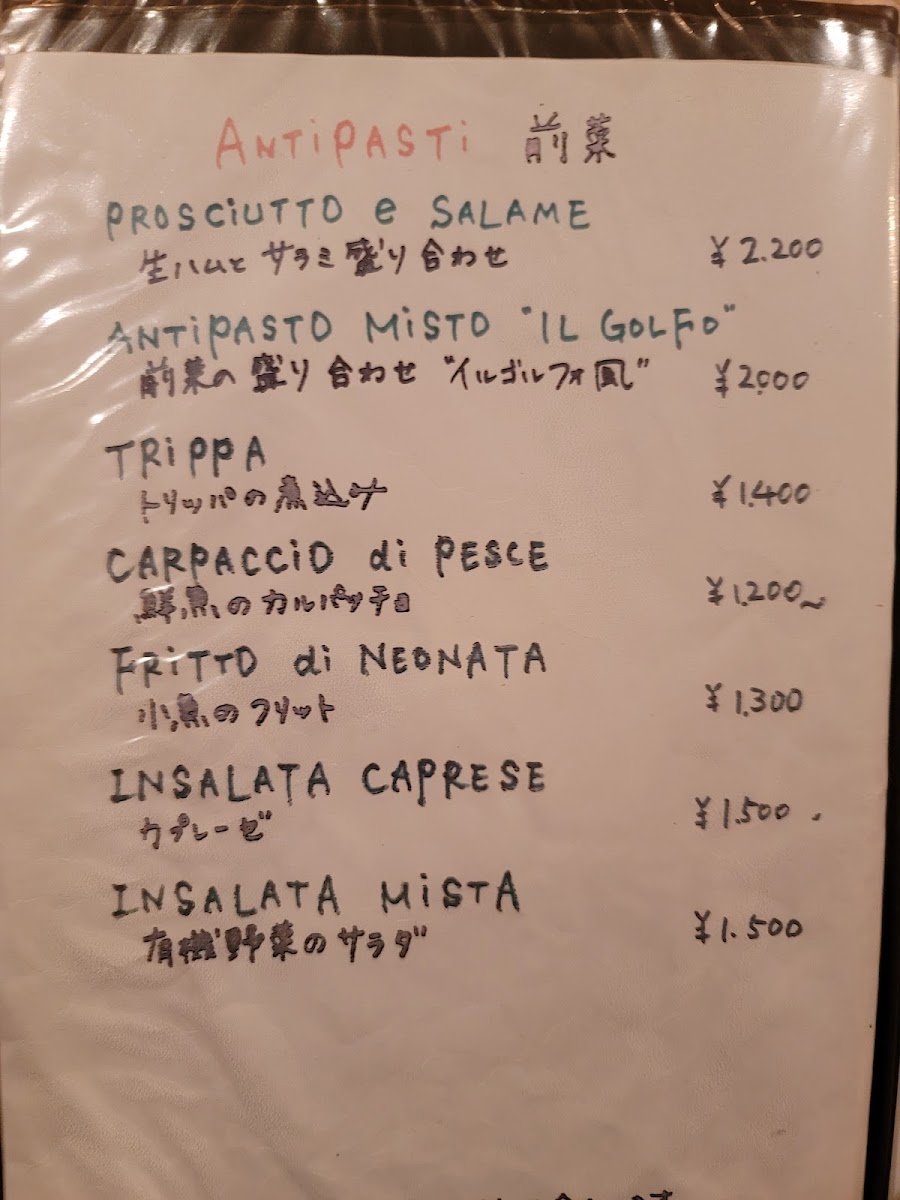 ANTiPASTi 前菜
PROSCiUTTO e SALAME
生ハムと サラミ 盛り合わせ ¥2.200
ANTiPASTO MiSTO "IL GOLFO"
前菜の 盛り合わせ "イルゴルフォ風" ¥2000
TRiPPA
トリッパの煮込み ¥1.400
CARPACCiO di PESCE
鮮魚のカルパッチョ ¥1.200~
FRiTTO di NEONATA
小魚のフリット ¥1.300
INSALATA CAPRESE
カプレーゼ ¥1.500
INSALATA MiSTA
有機野菜のサラダ ¥1.500